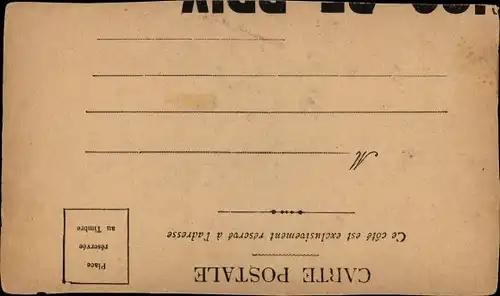 CARTE POSTALE
Ce côté est exclusivement réservé à l'adresse
Place
réservée
au Timbre
M